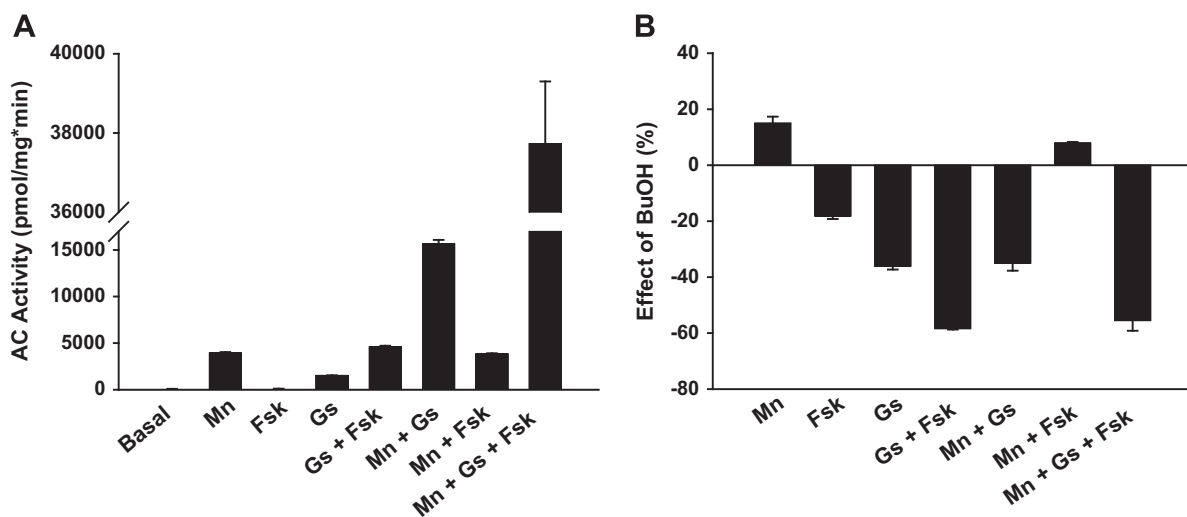 A
AC Activity (pmol/mg*min)
40000
38000
36000
15000
10000
5000
0
Basal
Mn
Fsk
Gs
Gs + Fsk
Mn + Gs
Mn + Fsk
Mn + Gs + Fsk
B
Effect of BuOH (%)
40
20
0
-20
-40
-60
-80
Mn
Fsk
Gs
Gs + Fsk
Mn + Gs
Mn + Fsk
Mn + Gs + Fsk